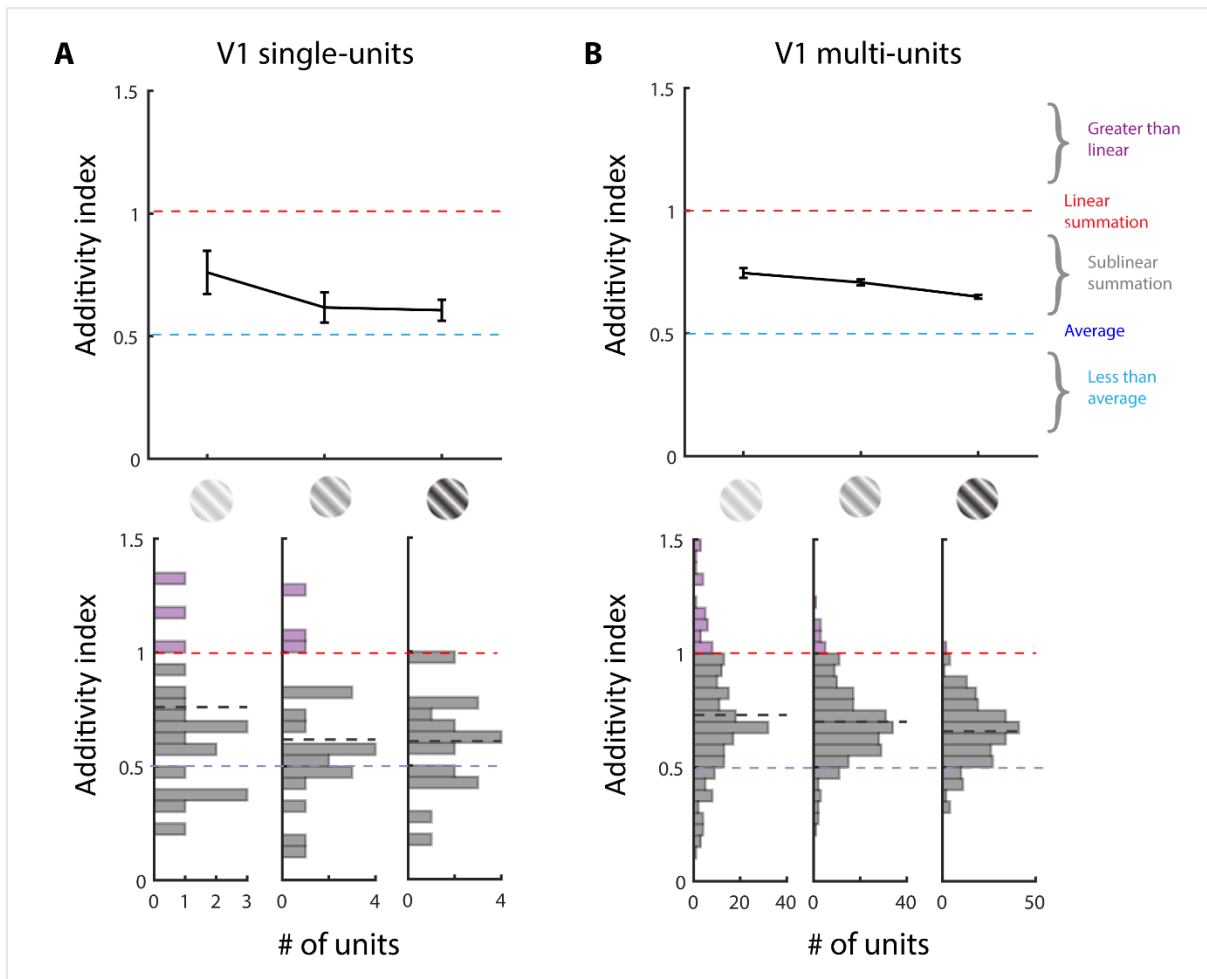 A
V1 single-units
B
V1 multi-units
1.5
1
0.5
0
Additivity index
1.5
1
0.5
0
Additivity index
Greater than
linear
Linear
summation
Sublinear
summation
Average
Less than
average
1.5
1
0.5
0
Additivity index
0 1 2 3
0 4
0 4
# of units
1.5
1
0.5
0
Additivity index
0 20 40
0 40
0 50
# of units